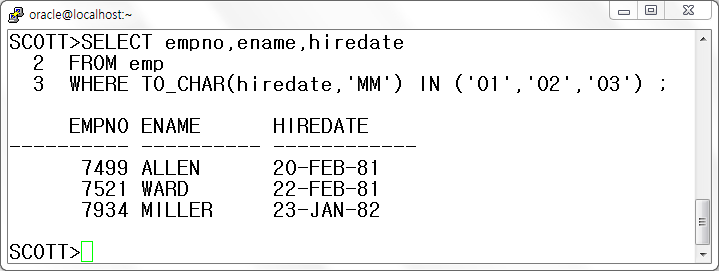 oracle@localhost:~
SCOTT>SELECT empno,ename,hiredate
  2  FROM emp
  3  WHERE TO_CHAR(hiredate,'MM') IN ('01','02','03') ;

     EMPNO ENAME      HIREDATE
---------- ---------- ------------
      7499 ALLEN      20-FEB-81
      7521 WARD       22-FEB-81
      7934 MILLER     23-JAN-82

SCOTT>